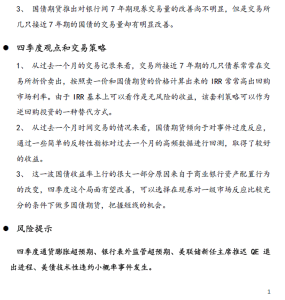 3、 国债期货推出对银行间 7 年期现券交易量的改善尚不明显，但是交易所
几只接近 7 年期的国债的交易量却有明显改善。
● 四季度观点和交易策略
1、 从过去一个月的交易记录来看，交易所接近 7 年期的几只债常常在交易
所折价卖出。按照卖一价和国债期货的价格计算出来的 IRR 常常高出回购
市场利率。由于 IRR 基本上可以看作是无风险的收益，该套利策略可以作为
逆回购投资的一种替代方式。
2、 从过去一个月时间交易的情况来看，国债期货倾向于对事件过度反应，
通过一些简单的反转性指标对过去一个月的高频数据进行回测，取得了较好
的收益。
3、 这一波国债收益率上行的很大一部分原因来自于商业银行资产配置行为
的改变，四季度这个局面有望改善，可以选择在现券对一级市场反应比较充
分的条件下做多国债期货，把握短线的机会。
● 风险提示
四季度通货膨胀超预期、银行表外监管超预期、美联储新任主席推迟 QE 退
出进程、美债技术性违约小概率事件发生。
1